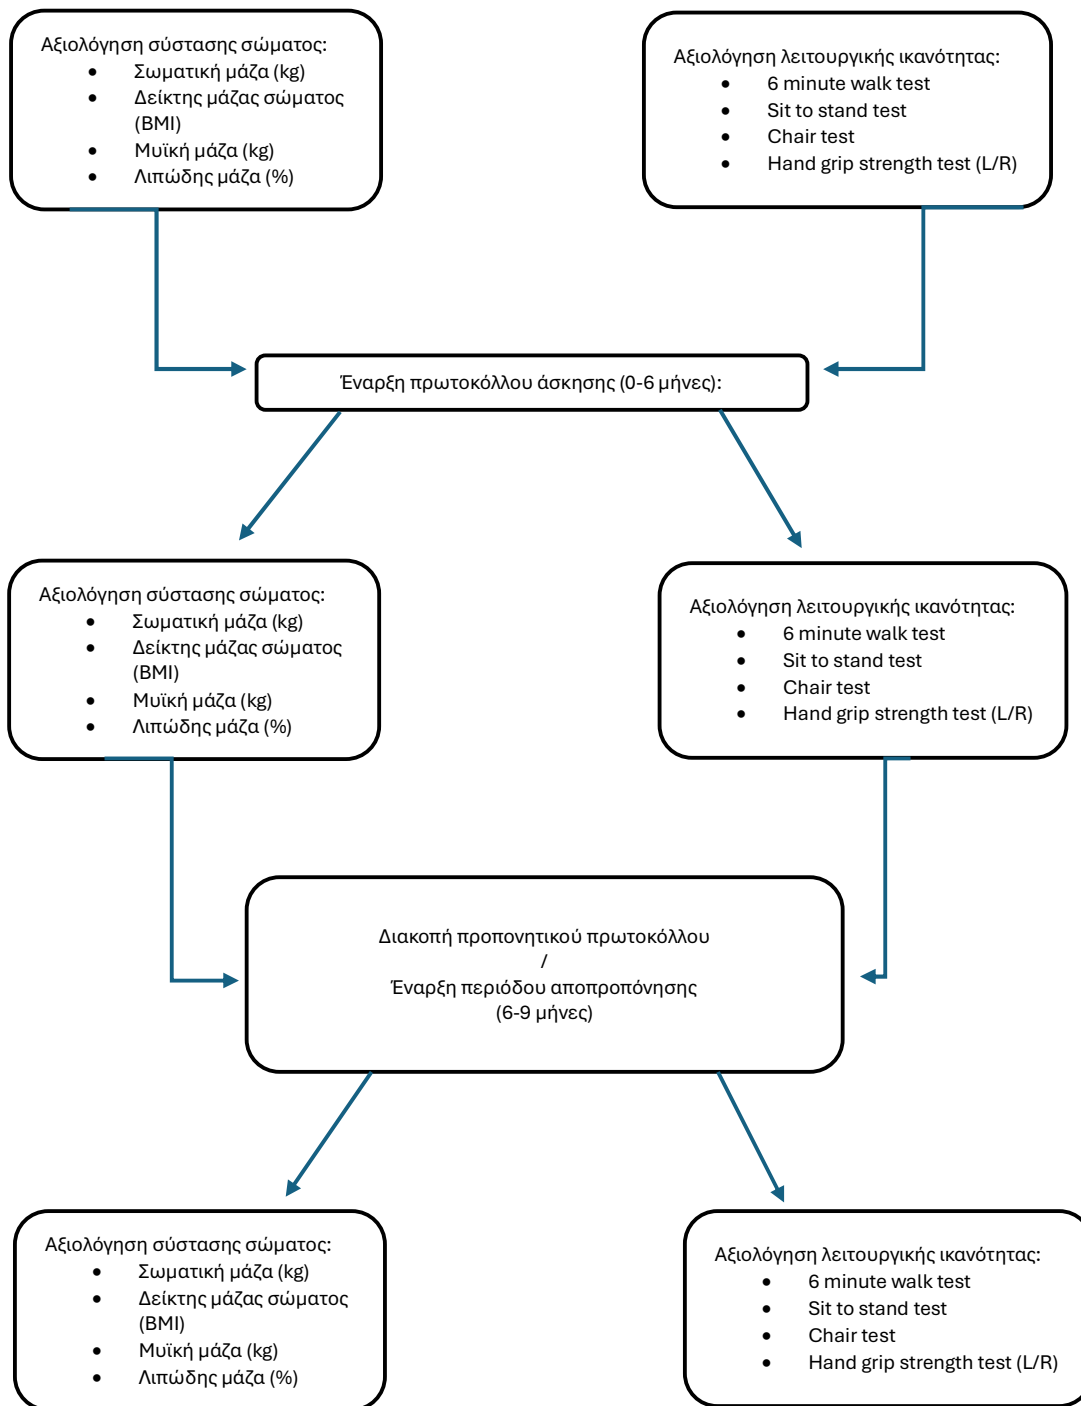 Αξιολόγηση σύστασης σώματος:
• Σωματική μάζα (kg)
• Δείκτης μάζας σώματος
(BMI)
• Μυϊκή μάζα (kg)
• Λιπώδης μάζα (%)
Αξιολόγηση λειτουργικής ικανότητας:
• 6 minute walk test
• Sit to stand test
• Chair test
• Hand grip strength test (L/R)
Έναρξη πρωτοκόλλου άσκησης (0-6 μήνες):
Αξιολόγηση σύστασης σώματος:
• Σωματική μάζα (kg)
• Δείκτης μάζας σώματος
(BMI)
• Μυϊκή μάζα (kg)
• Λιπώδης μάζα (%)
Αξιολόγηση λειτουργικής ικανότητας:
• 6 minute walk test
• Sit to stand test
• Chair test
• Hand grip strength test (L/R)
Διακοπή προπονητικού πρωτοκόλλου
/
Έναρξη περιόδου αποπροπόνησης
(6-9 μήνες)
Αξιολόγηση σύστασης σώματος:
• Σωματική μάζα (kg)
• Δείκτης μάζας σώματος
(BMI)
• Μυϊκή μάζα (kg)
• Λιπώδης μάζα (%)
Αξιολόγηση λειτουργικής ικανότητας:
• 6 minute walk test
• Sit to stand test
• Chair test
• Hand grip strength test (L/R)